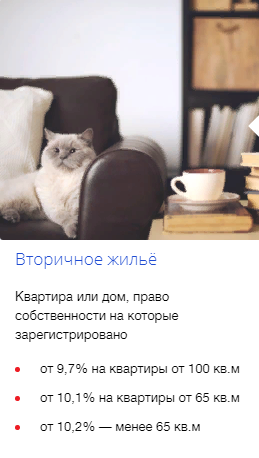 Вторичное жильё
Квартира или дом, право
собственности на которые
зарегистрировано
от 9,7% на квартиры от 100 кв.м
от 10,1% на квартиры от 65 кв.м
от 10,2% — менее 65 кв.м